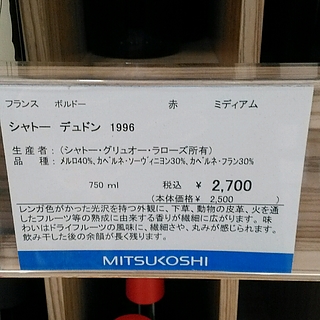 フランス ボルドー 赤 ミディアム
シャトー デュドン 1996
生 産 者：（シャトー・グリュオー・ラローズ所有）
品 種：メルロ40%、カベルネ・ソーヴィニヨン30%、カベルネ・フラン30%
750 ml 税込 ￥ 2,700
（本体価格￥ 2,500 ）
レンガ色がかった光沢を持つ外観に、下草、動物の皮革、火を通
したフルーツ等の熟成に由来する香りが繊細に広がります。味
わいはドライフルーツの風味に、繊細さや、丸みが感じられます。
飲み干した後の余韻が長く残ります。
MITSUKOSHI